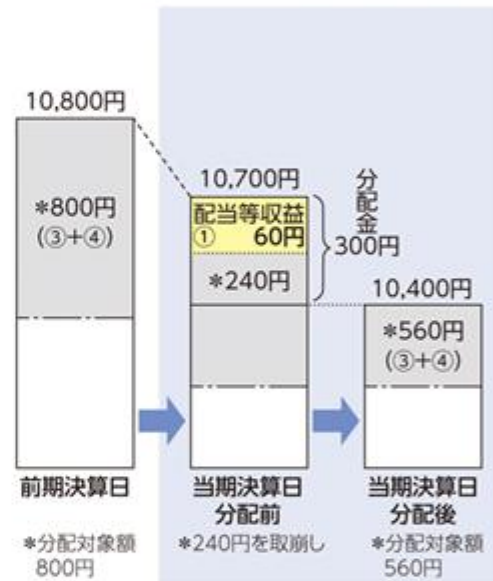 10,800円
*800円
(③+④)
前期決算日
*分配対象額
800円
10,700円
配当等収益
① 60円
*240円
分配金
300円
当期決算日
分配前
*240円を取崩し
10,400円
*560円
(③+④)
当期決算日
分配後
*分配対象額
560円